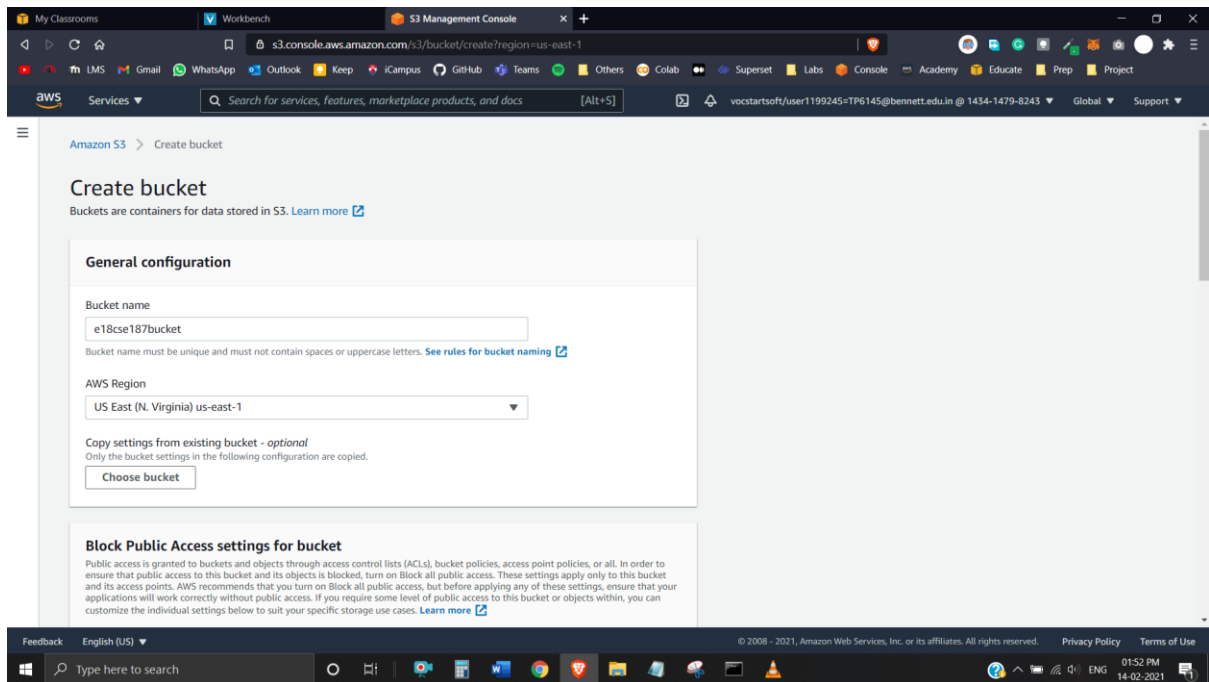 My Classrooms
Workbench
S3 Management Console
s3.console.aws.amazon.com/s3/bucket/create?region=us-east-1
LMS
Gmail
WhatsApp
Outlook
Keep
iCampus
GitHub
Teams
Others
Colab
Superset
Labs
Console
Academy
Educate
Prep
Project
aws
Services
Search for services, features, marketplace products, and docs
[Alt+S]
vocstartsoft/user1199245=TP6145@bennett.edu.in @ 1434-1479-8243
Global
Support
Amazon S3 > Create bucket
Create bucket
Buckets are containers for data stored in S3. Learn more
General configuration
Bucket name
e18cse187bucket
Bucket name must be unique and must not contain spaces or uppercase letters. See rules for bucket naming
AWS Region
US East (N. Virginia) us-east-1
Copy settings from existing bucket - optional
Only the bucket settings in the following configuration are copied.
Choose bucket
Block Public Access settings for bucket
Public access is granted to buckets and objects through access control lists (ACLs), bucket policies, access point policies, or all. In order to
ensure that public access to this bucket and its objects is blocked, turn on Block all public access. These settings apply only to this bucket
and its access points. AWS recommends that you turn on Block all public access, but before applying any of these settings, ensure that your
applications will work correctly without public access. If you require some level of public access to this bucket or objects within, you can
customize the individual settings below to suit your specific storage use cases. Learn more
Feedback
English (US)
© 2008 - 2021, Amazon Web Services, Inc. or its affiliates. All rights reserved.
Privacy Policy
Terms of Use
Type here to search
ENG
01:52 PM
14-02-2021